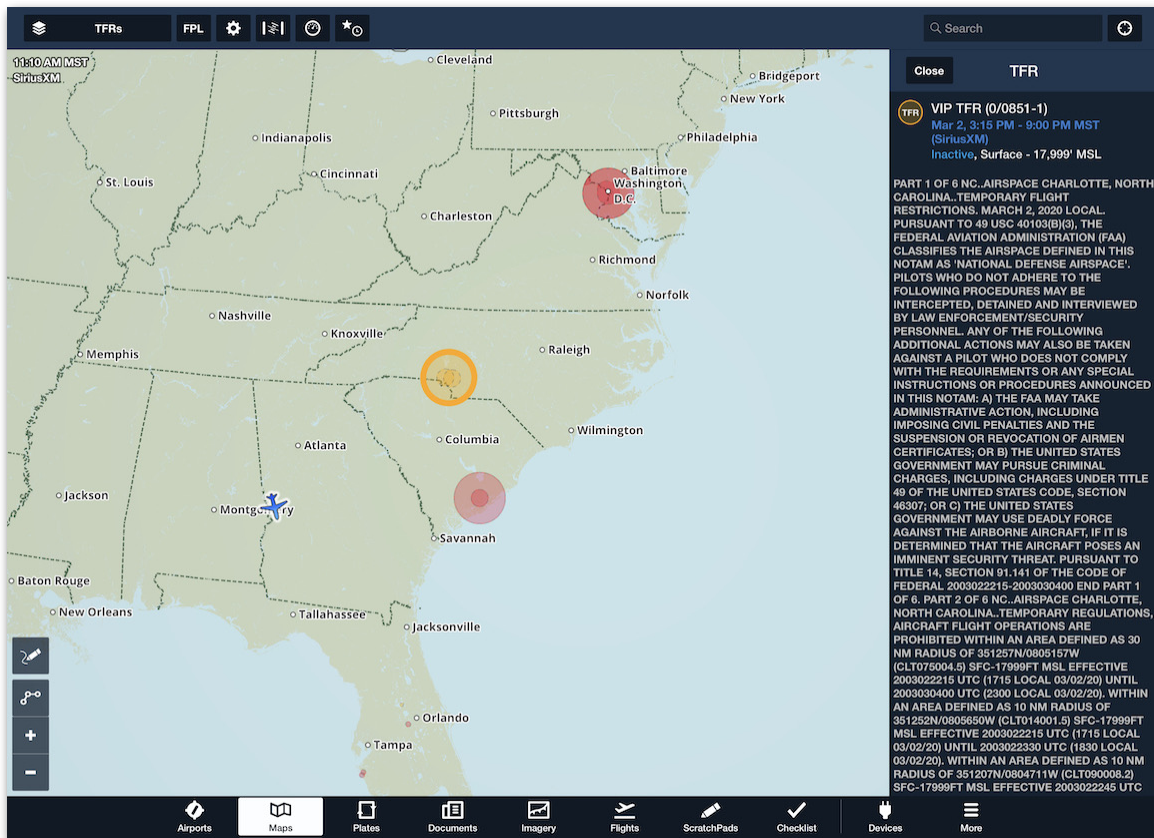 TFRs
FPL
Search
11:10 AM MST
SiriusXM
Cleveland
Bridgeport
New York
Pittsburgh
Philadelphia
Indianapolis
Cincinnati
Baltimore
Washington
D.C.
St. Louis
Charleston
Richmond
Norfolk
Nashville
Knoxville
Raleigh
Memphis
Wilmington
Columbia
Atlanta
Jackson
Savannah
Baton Rouge
New Orleans
Tallahassee
Jacksonville
Orlando
Tampa
Close
TFR
TFR
VIP TFR (0/0851-1)
Mar 2, 3:15 PM - 9:00 PM MST
(SiriusXM)
Inactive, Surface - 17,999' MSL
PART 1 OF 6 NC..AIRSPACE CHARLOTTE, NORTH
CAROLINA..TEMPORARY FLIGHT
RESTRICTIONS. MARCH 2, 2020 LOCAL.
PURSUANT TO 49 USC 40103(B)(3), THE
FEDERAL AVIATION ADMINISTRATION (FAA)
CLASSIFIES THE AIRSPACE DEFINED IN THIS
NOTAM AS 'NATIONAL DEFENSE AIRSPACE'.
PILOTS WHO DO NOT ADHERE TO THE
FOLLOWING PROCEDURES MAY BE
INTERCEPTED, DETAINED AND INTERVIEWED
BY LAW ENFORCEMENT/SECURITY
PERSONNEL. ANY OF THE FOLLOWING
ADDITIONAL ACTIONS MAY ALSO BE TAKEN
AGAINST A PILOT WHO DOES NOT COMPLY
WITH THE REQUIREMENTS OR ANY SPECIAL
INSTRUCTIONS OR PROCEDURES ANNOUNCED
IN THIS NOTAM: A) THE FAA MAY TAKE
ADMINISTRATIVE ACTION, INCLUDING
IMPOSING CIVIL PENALTIES AND THE
SUSPENSION OR REVOCATION OF AIRMEN
CERTIFICATES; OR B) THE UNITED STATES
GOVERNMENT MAY PURSUE CRIMINAL
CHARGES, INCLUDING CHARGES UNDER TITLE
49 OF THE UNITED STATES CODE, SECTION
46307; OR C) THE UNITED STATES
GOVERNMENT MAY USE DEADLY FORCE
AGAINST THE AIRBORNE AIRCRAFT, IF IT IS
DETERMINED THAT THE AIRCRAFT POSES AN
IMMINENT SECURITY THREAT. PURSUANT TO
TITLE 14, SECTION 91.141 OF THE CODE OF
FEDERAL 2003022215-2003030400 END PART 1
OF 6. PART 2 OF 6 NC..AIRSPACE CHARLOTTE,
NORTH CAROLINA..TEMPORARY REGULATIONS,
AIRCRAFT FLIGHT OPERATIONS ARE
PROHIBITED WITHIN AN AREA DEFINED AS 30
NM RADIUS OF 351257N/0805157W
(CLT075004.5) SFC-17999FT MSL EFFECTIVE
2003022215 UTC (1715 LOCAL 03/02/20) UNTIL
2003030400 UTC (2300 LOCAL 03/02/20). WITHIN
AN AREA DEFINED AS 10 NM RADIUS OF
351252N/0805650W (CLT014001.5) SFC-17999FT
MSL EFFECTIVE 2003022215 UTC (1715 LOCAL
03/02/20) UNTIL 2003022330 UTC (1830 LOCAL
03/02/20). WITHIN AN AREA DEFINED AS 10 NM
RADIUS OF 351207N/0804711W (CLT090008.2)
SFC-17999FT MSL EFFECTIVE 2003022245 UTC
Airports
Maps
Plates
Documents
Imagery
Flights
ScratchPads
Checklist
Devices
More